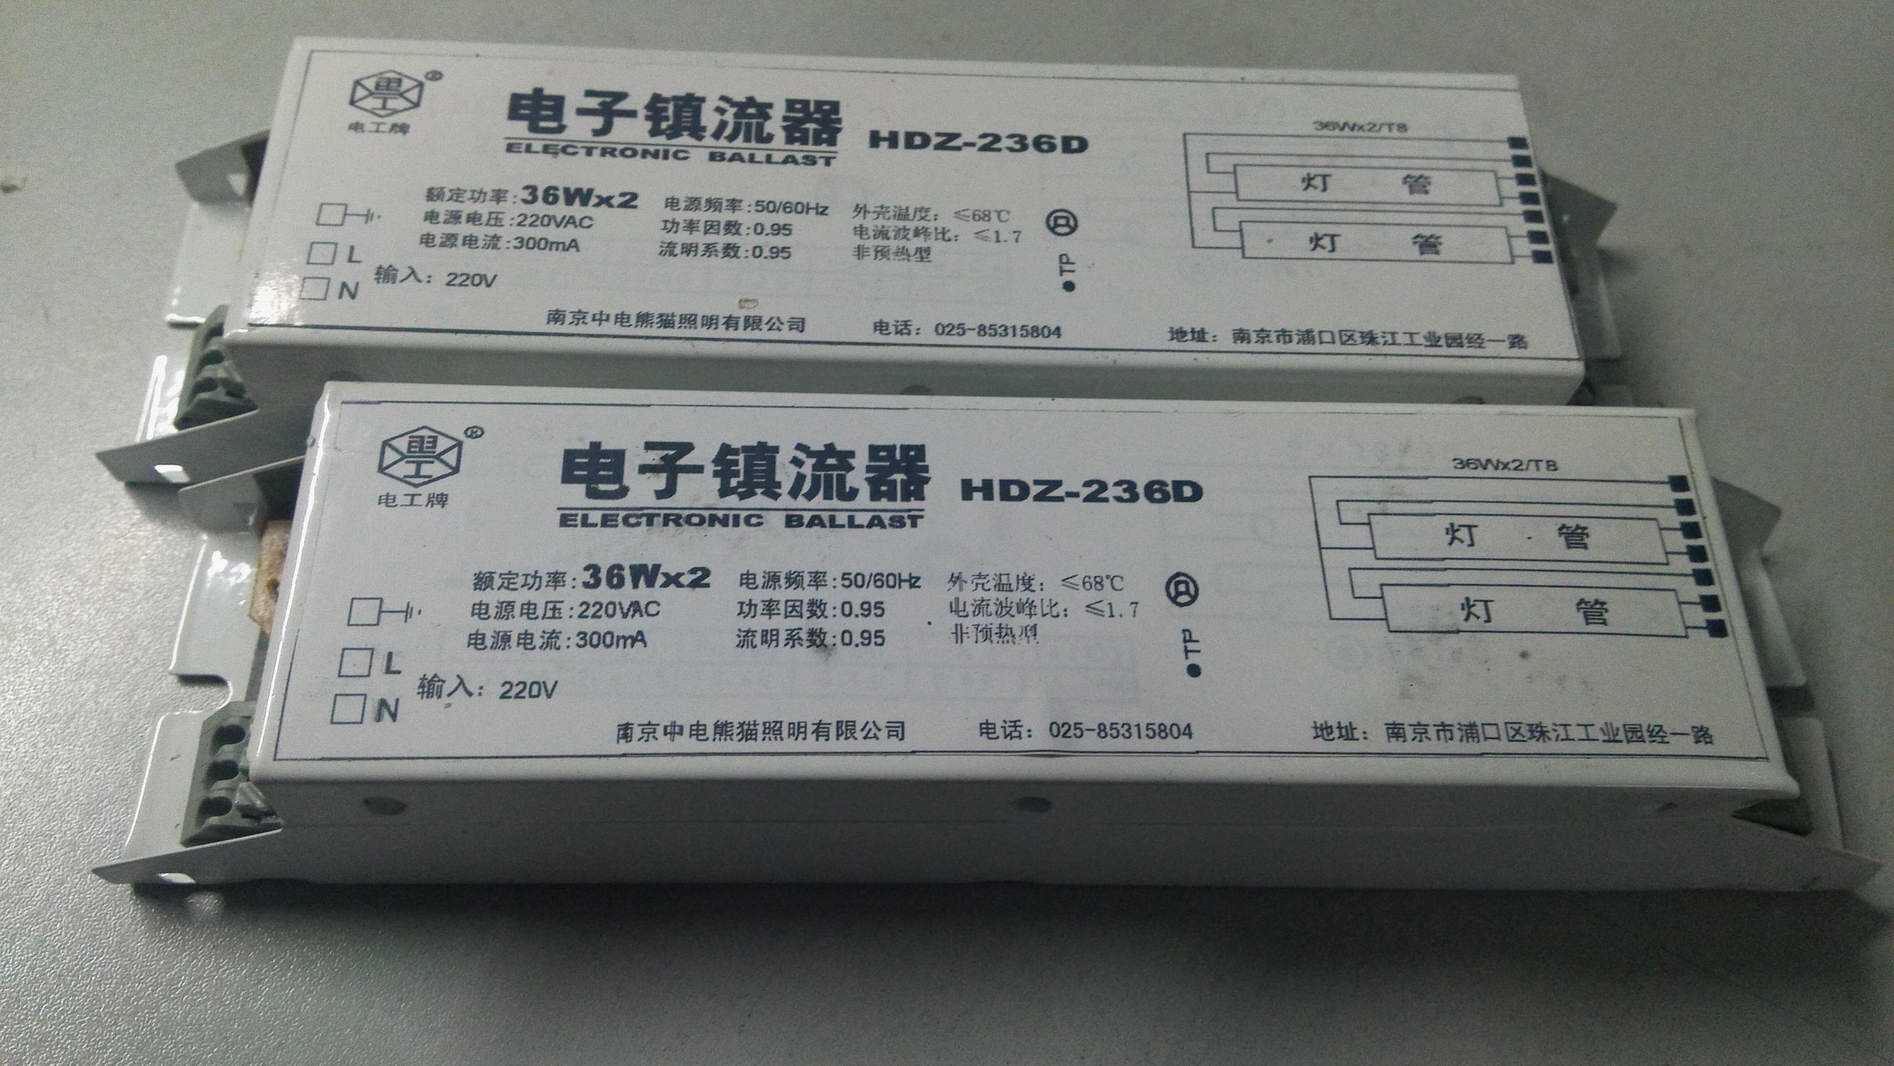 电工
®
电工牌
电子镇流器 HDZ-236D
ELECTRONIC BALLAST
额定功率:36Wx2 电源频率:50/60Hz 外壳温度：≤68℃
电源电压:220VAC 功率因数:0.95 电流波峰比：≤1.7
电源电流:300mA 流明系数:0.95 非预热型
L
N
输入：220V
TP
36Wx2/T8
灯 管
灯 管
南京中电熊猫照明有限公司 电话：025-85315804 地址：南京市浦口区珠江工业园经一路
电工
®
电工牌
电子镇流器 HDZ-236D
ELECTRONIC BALLAST
额定功率:36Wx2 电源频率:50/60Hz 外壳温度：≤68℃
电源电压:220VAC 功率因数:0.95 电流波峰比：≤1.7
电源电流:300mA 流明系数:0.95 非预热型
L
N
输入：220V
TP
36Wx2/T8
灯 管
灯 管
南京中电熊猫照明有限公司 电话：025-85315804 地址：南京市浦口区珠江工业园经一路